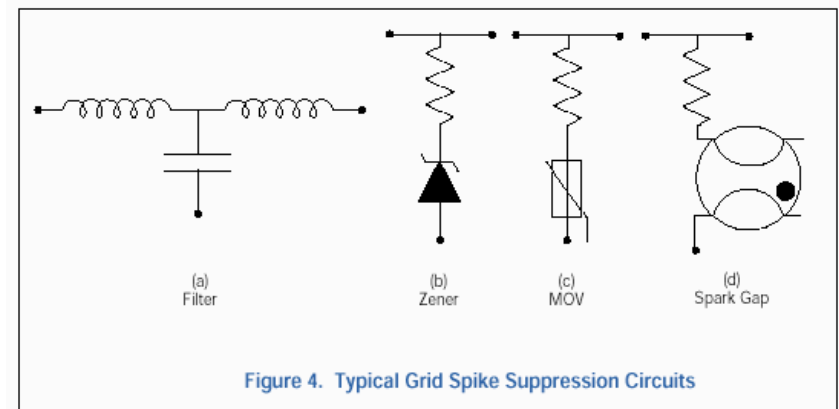 (a)
Filter
(b)
Zener
(c)
MOV
(d)
Spark Gap
Figure 4. Typical Grid Spike Suppression Circuits